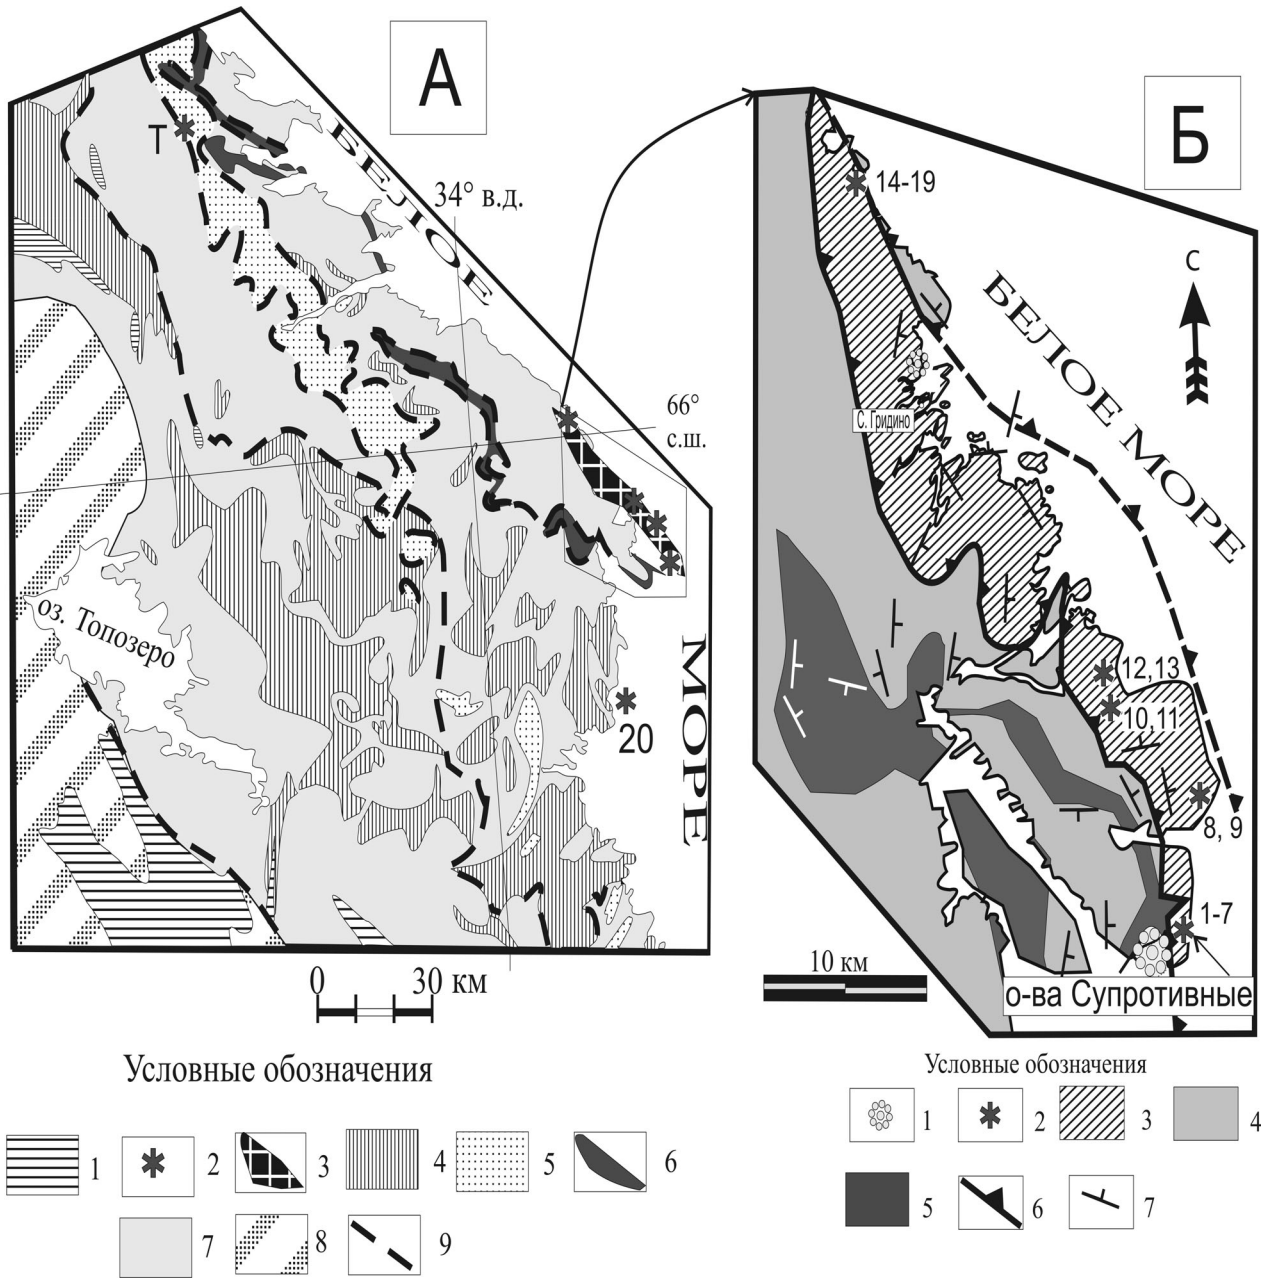 А
Б
Т
БЕЛОЕ
34° в.д.
66°
с.ш.
оз. Топозеро
20
МОРЕ
0 30 км
14-19
С
БЕЛОЕ МОРЕ
С. Гридино
12,13
10,11
8, 9
1-7
10 км
о-ва Супротивные
Условные обозначения
1 2 3 4 5 6
7 8 9
Условные обозначения
1 2 3 4
5 6 7